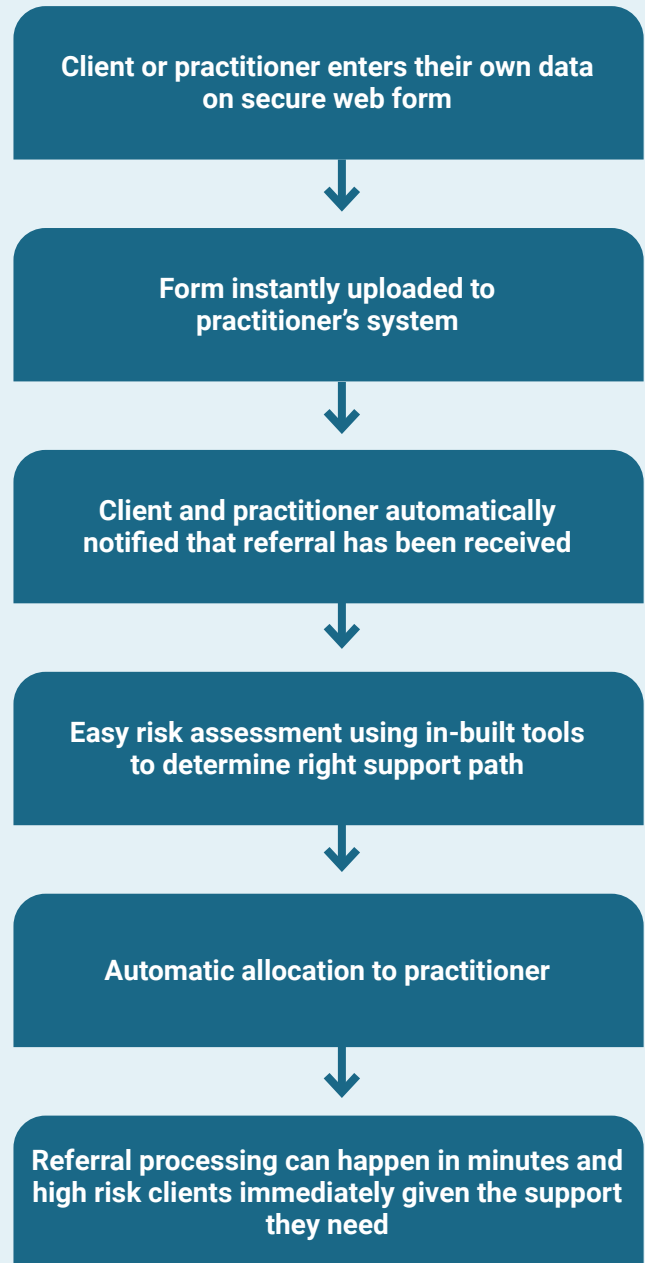 Client or practitioner enters their own data
on secure web form
Form instantly uploaded to
practitioner’s system
Client and practitioner automatically
notified that referral has been received
Easy risk assessment using in-built tools
to determine right support path
Automatic allocation to practitioner
Referral processing can happen in minutes and
high risk clients immediately given the support
they need